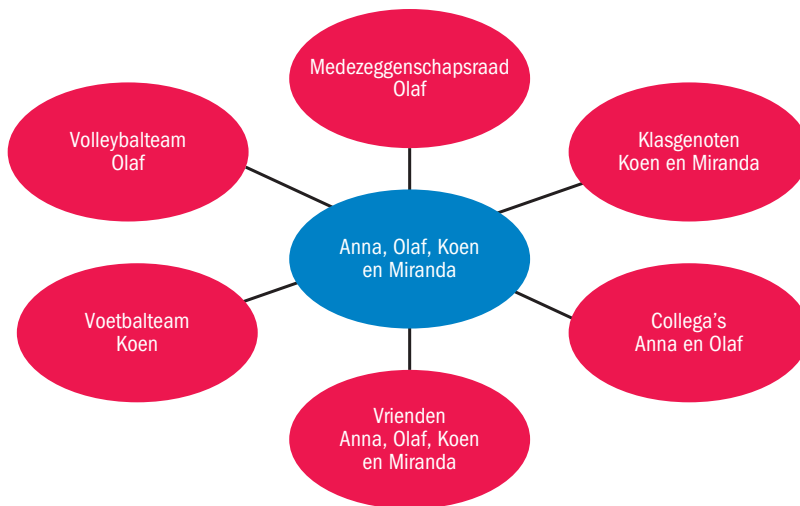 Medezeggenschapsraad
Olaf
Volleybalteam
Olaf
Klasgenoten
Koen en Miranda
Anna, Olaf, Koen
en Miranda
Voetbalteam
Koen
Collega's
Anna en Olaf
Vrienden
Anna, Olaf, Koen
en Miranda